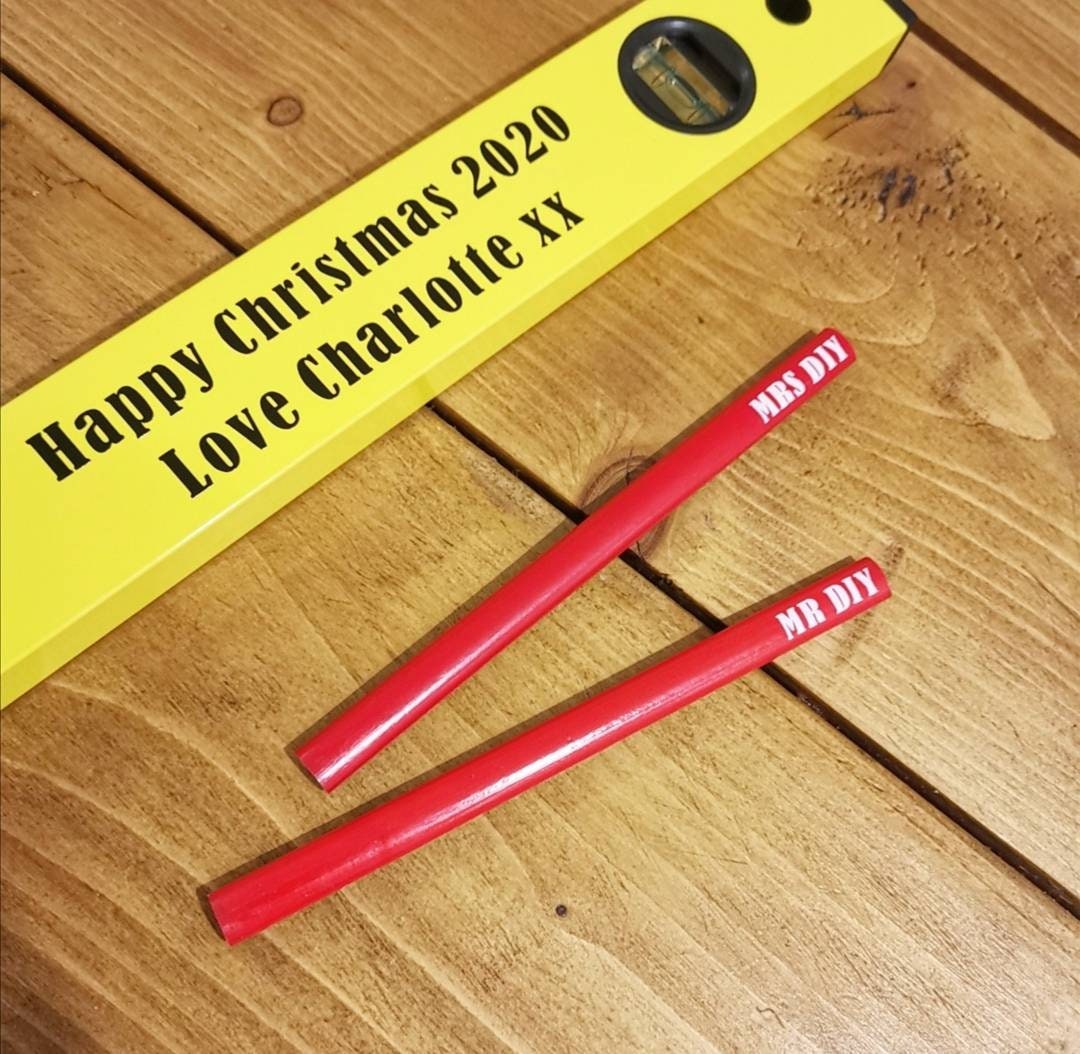 Happy Christmas 2020
Love Charlotte xx
MRS DIY
MR DIY